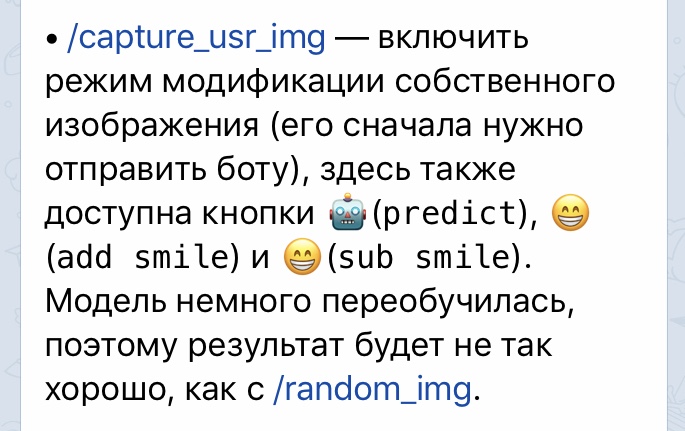 • /capture_usr_img — включить
режим модификации собственного
изображения (его сначала нужно
отправить боту), здесь также
доступна кнопки 🤖(predict), 😁
(add smile) и 😁(sub smile).
Модель немного переобучилась,
поэтому результат будет не так
хорошо, как с /random_img.